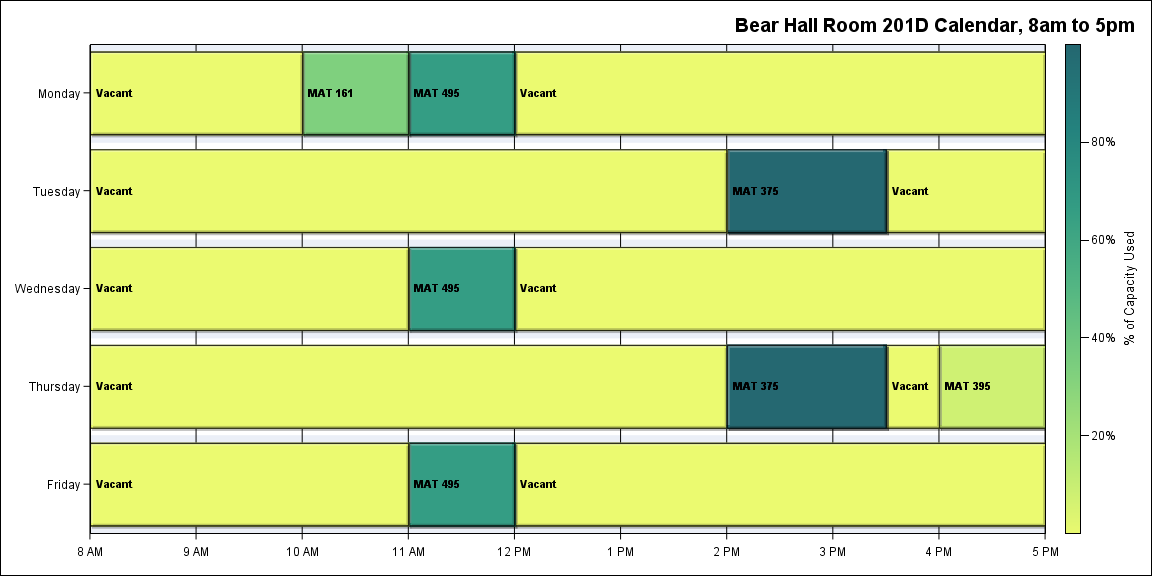 Bear Hall Room 201D Calendar, 8am to 5pm
Monday
Vacant
MAT 161
MAT 495
Vacant
Tuesday
Vacant
MAT 375
Vacant
Wednesday
Vacant
MAT 495
Vacant
Thursday
Vacant
MAT 375
Vacant
MAT 395
Friday
Vacant
MAT 495
Vacant
8 AM
9 AM
10 AM
11 AM
12 PM
1 PM
2 PM
3 PM
4 PM
5 PM
80%
60%
40%
20%
% of Capacity Used